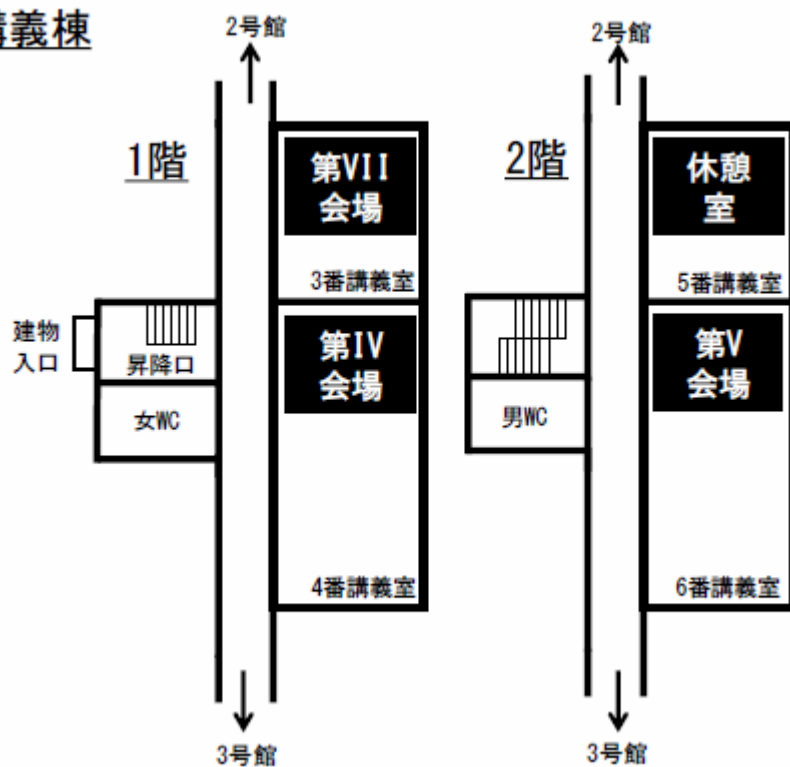 講義棟
2号館
1階
第VII
会場
3番講義室
建物
入口
昇降口
女WC
第IV
会場
4番講義室
3号館
2号館
2階
休憩
室
5番講義室
男WC
第V
会場
6番講義室
3号館